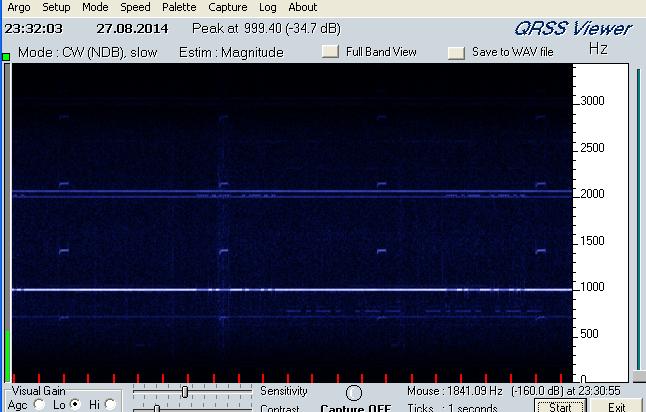 Argo Setup Mode Speed Palette Capture Log About
23:32:03 27.08.2014 Peak at 999.40 (-34.7 dB) QRSS Viewer
Mode : CW (NDB), slow Estim : Magnitude Full Band View Save to WAV file Hz
3000
2500
2000
1500
1000
500
0
Visual Gain Sensitivity Mouse : 1841.09 Hz (-160.0 dB) at 23:30:55
Agc Lo Hi Contrast Capture OFF Ticks : 1 seconds Start Exit